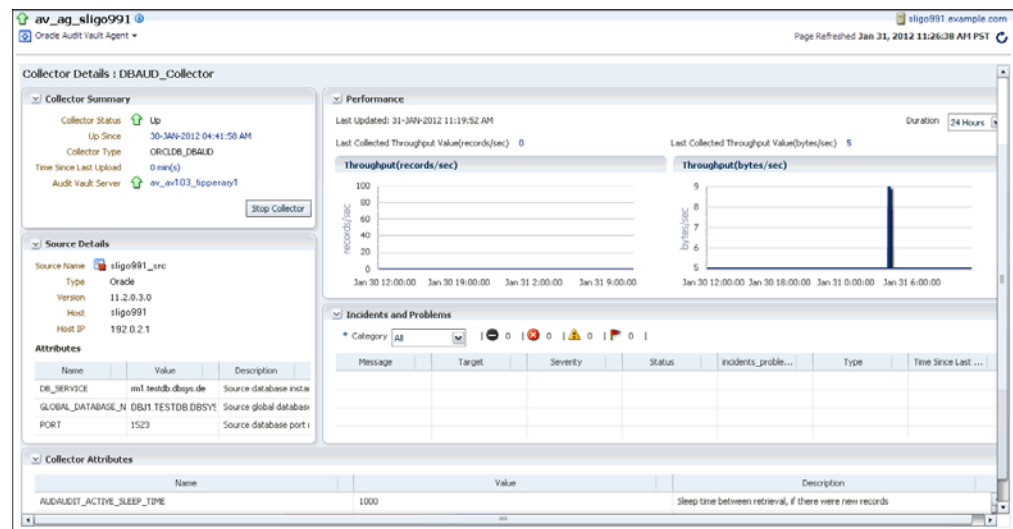 av_ag_sligo991
sligo991.example.com
Oracle Audit Vault Agent
Page Refreshed Jan 31, 2012 11:26:38 AM PST
Collector Details : DBAUD_Collector
Collector Summary
Collector Status Up
Up Since 30-JAN-2012 04:41:58 AM
Collector Type ORCLDB_DBAUD
Time Since Last Upload 0 min(s)
Audit Vault Server av_av103_tipperary1
Stop Collector
Source Details
Source Name sligo991_src
Type Oracle
Version 11.2.0.3.0
Host sligo991
Host IP 192.0.2.1
Attributes
Name Value Description
DB_SERVICE rm1.testdb.dbsys.de Source database instar
GLOBAL_DATABASE_N DBJ1.TESTDB.DBSYS Source global database
PORT 1523 Source database port
Performance
Last Updated: 31-JAN-2012 11:19:52 AM
Duration 24 Hours
Last Collected Throughput Value(records/sec) 0
Last Collected Throughput Value(bytes/sec) 5
Throughput(records/sec)
records/sec
100
80
60
40
20
0
Jan 30 12:00:00 Jan 30 19:00:00 Jan 31 2:00:00 Jan 31 9:00:00
Throughput(bytes/sec)
bytes/sec
9
8
7
6
5
Jan 30 12:00:00 Jan 30 18:00:00 Jan 31 0:00:00 Jan 31 6:00:00
Incidents and Problems
* Category All | 0 | 0 | 0 | 0 |
Message Target Severity Status incidents_proble... Type Time Since Last ...
Collector Attributes
Name Value Description
AUDAUDIT_ACTIVE_SLEEP_TIME 1000 Sleep time between retrieval, if there were new records